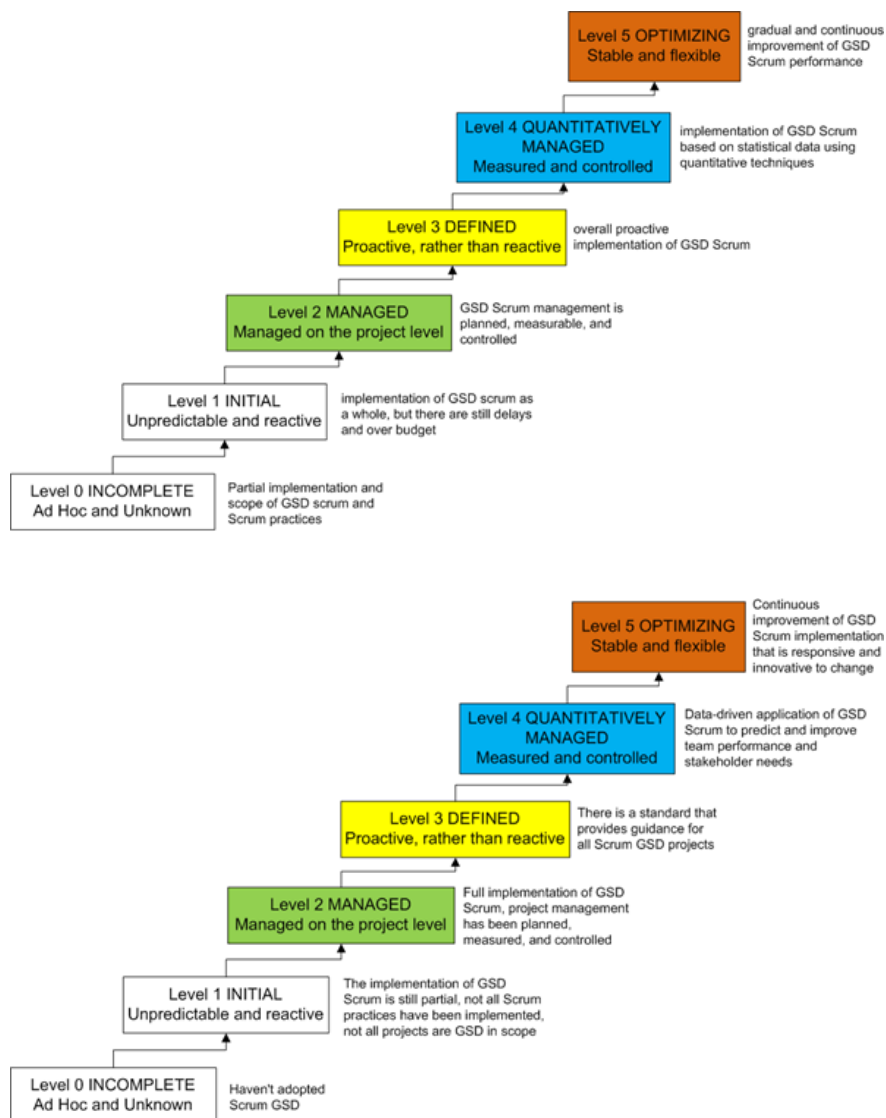 Level 5 OPTIMIZING
Stable and flexible
gradual and continuous
improvement of GSD
Scrum performance
Level 4 QUANTITATIVELY
MANAGED
Measured and controlled
implementation of GSD Scrum
based on statistical data using
quantitative techniques
Level 3 DEFINED
Proactive, rather than reactive
overall proactive
implementation of GSD Scrum
Level 2 MANAGED
Managed on the project level
GSD Scrum management is
planned, measurable, and
controlled
Level 1 INITIAL
Unpredictable and reactive
implementation of GSD scrum as
a whole, but there are still delays
and over budget
Level 0 INCOMPLETE
Ad Hoc and Unknown
Partial implementation and
scope of GSD scrum and
Scrum practices
Level 5 OPTIMIZING
Stable and flexible
Continuous
improvement of GSD
Scrum implementation
that is responsive and
innovative to change
Level 4 QUANTITATIVELY
MANAGED
Measured and controlled
Data-driven application of GSD
Scrum to predict and improve
team performance and
stakeholder needs
Level 3 DEFINED
Proactive, rather than reactive
There is a standard that
provides guidance for
all Scrum GSD projects
Level 2 MANAGED
Managed on the project level
Full implementation of GSD
Scrum, project management
has been planned,
measured, and controlled
Level 1 INITIAL
Unpredictable and reactive
The implementation of GSD
Scrum is still partial, not all Scrum
practices have been implemented,
not all projects are GSD in scope
Level 0 INCOMPLETE
Ad Hoc and Unknown
Haven't adopted
Scrum GSD